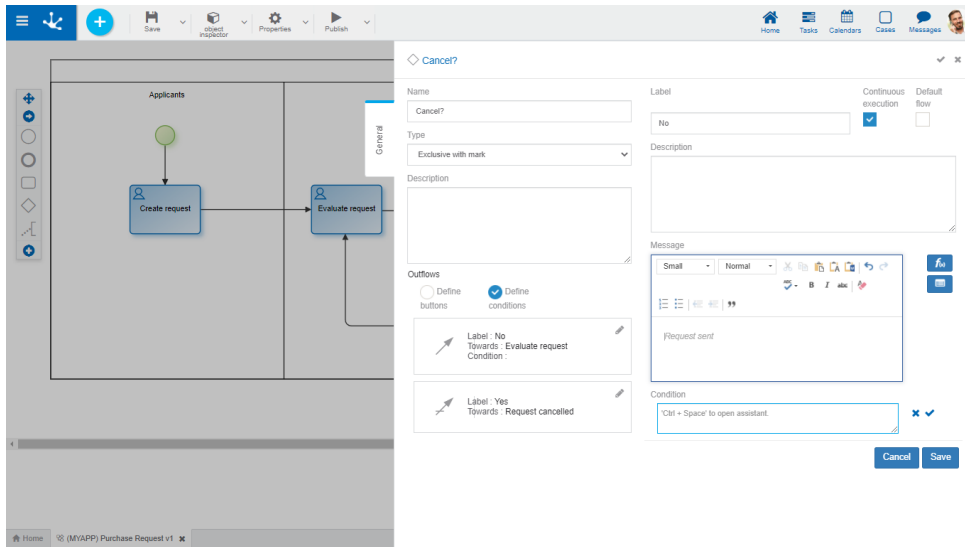 Save
object
inspector
Properties
Publish
Home
Tasks
Calendars
Cases
Messages
Applicants
Create request
Evaluate request
General
Cancel?
Name
Cancel?
Type
Exclusive with mark
Description
Outflows
Define
buttons
Define
conditions
Label : No
Towards : Evaluate request
Condition :
Label : Yes
Towards : Request cancelled
Label
Continuous
execution
Default
flow
No
Description
Message
Small
Normal
ABC
B I abc
f(x)
Request sent
Condition
'Ctrl + Space' to open assistant.
Cancel
Save
Home
(MYAPP) Purchase Request v1